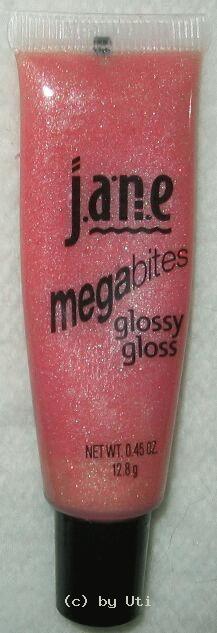 jane
megabites
glossy
gloss
NET WT. 0.45 OZ.
12.8 g
(c) by Uti